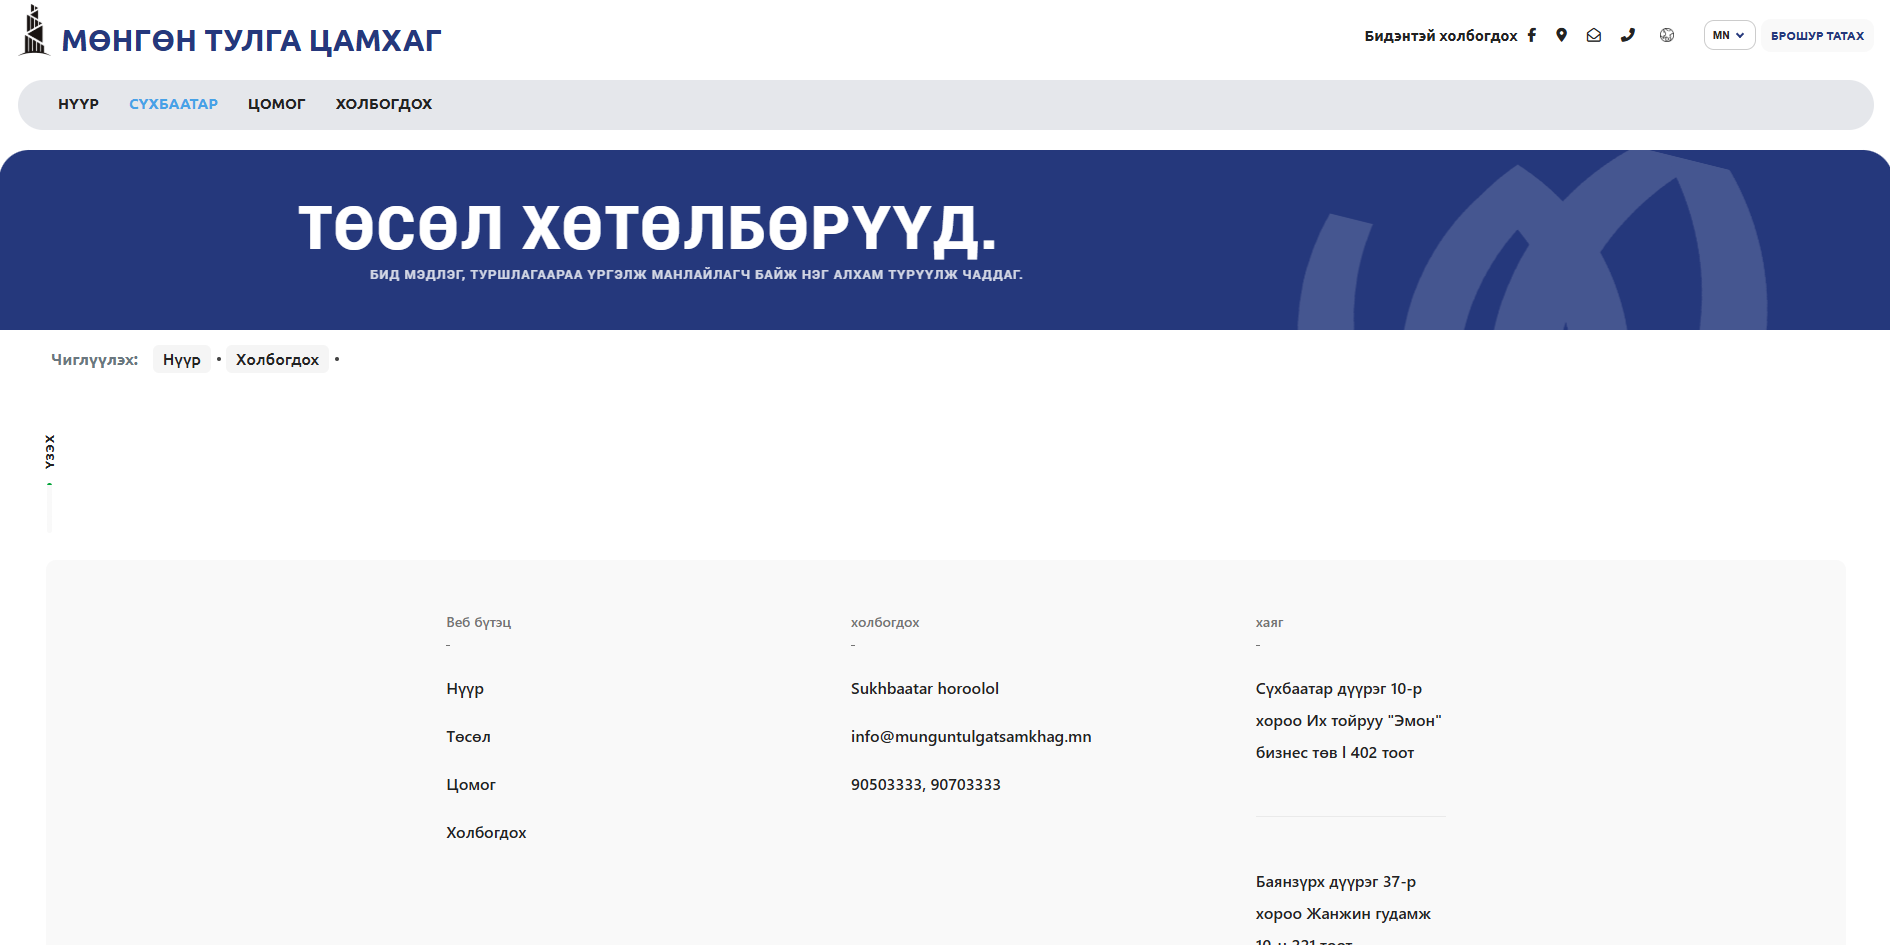 МӨНГӨН ТУЛГА ЦАМХАГ
Бидэнтэй холбогдох
MN
БРОШУР ТАТАХ
НҮҮР
СҮХБААТАР
ЦОМОГ
ХОЛБОГДОХ
ТӨСӨЛ ХӨТӨЛБӨРҮҮД.
БИД МЭДЛЭГ, ТУРШЛАГААРАА ҮРГЭЛЖ МАНЛАЙЛАГЧ БАЙЖ НЭГ АЛХАМ ТҮРҮҮЛЖ ЧАДДАГ.
Чиглүүлэх: Нүүр • Холбогдох •
ҮЗЭХ
Веб бүтэц
-
Нүүр
Төсөл
Цомог
Холбогдох
холбогдох
-
Sukhbaatar horoolol
info@munguntulgatsamkhag.mn
90503333, 90703333
хаяг
-
Сүхбаатар дүүрэг 10-р
хороо Их тойруу "Эмон"
бизнес төв l 402 тоот
Баянзүрх дүүрэг 37-р
хороо Жанжин гудамж